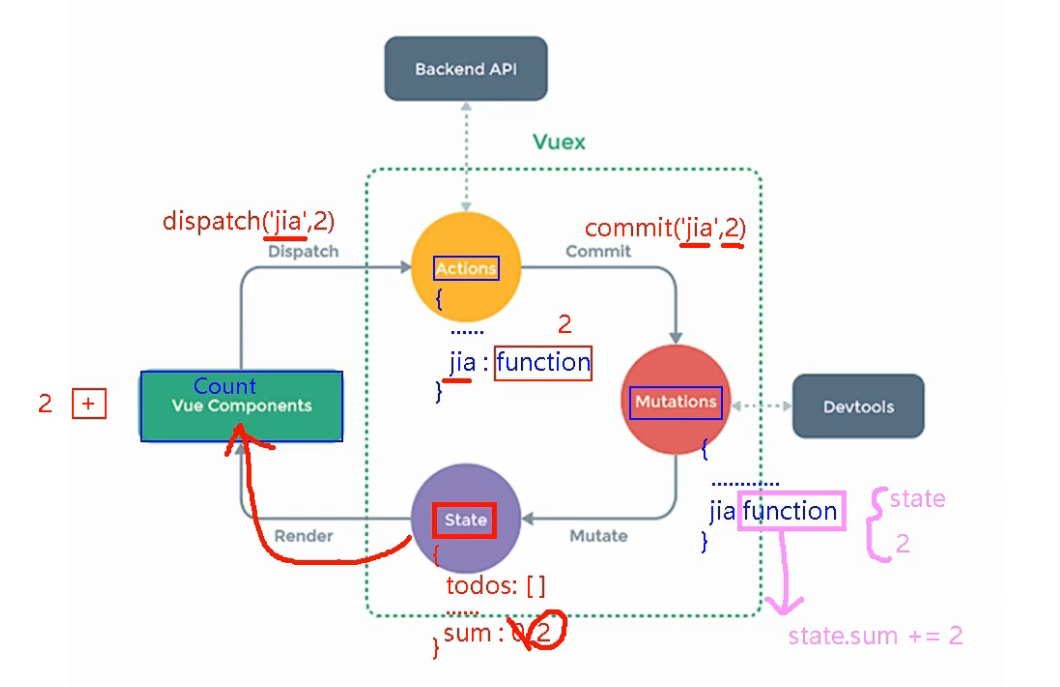 Backend API
Vuex
dispatch('jia',2)
commit('jia',2)
Dispatch
Commit
Actions
{
......
2
jia : function
}
2 +
Count
Vue Components
Mutations
Devtools
{
............
jia function
}
{ state
2
State
Render
Mutate
{
todos: [ ]
......
sum : 0 2
}
state.sum += 2